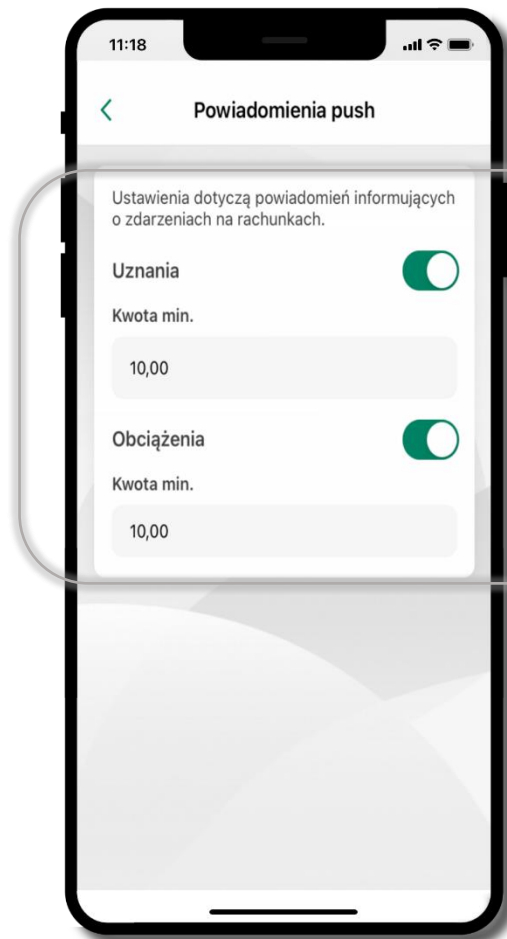 11:18
Powiadomienia push
Ustawienia dotyczą powiadomień informujących
o zdarzeniach na rachunkach.
Uznania
Kwota min.
10,00
Obciążenia
Kwota min.
10,00